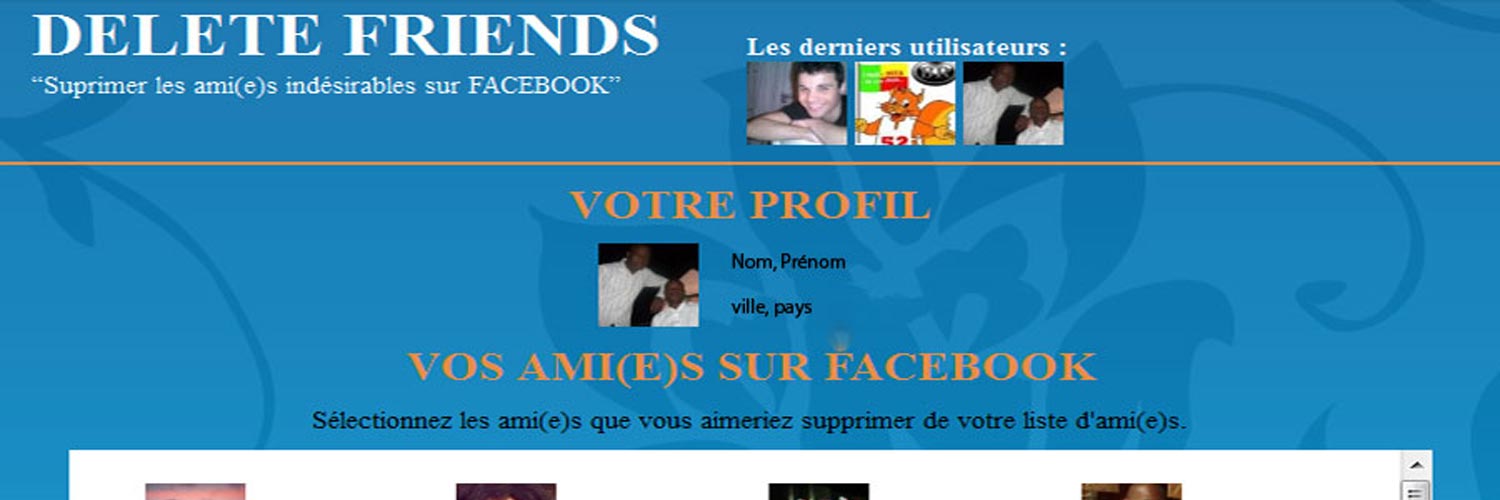 DELETE FRIENDS
“Suprimer les ami(e)s indésirables sur FACEBOOK”
Les derniers utilisateurs :
52
VOTRE PROFIL
Nom, Prénom
ville, pays
VOS AMI(E)S SUR FACEBOOK
Sélectionnez les ami(e)s que vous aimeriez supprimer de votre liste d'ami(e)s.